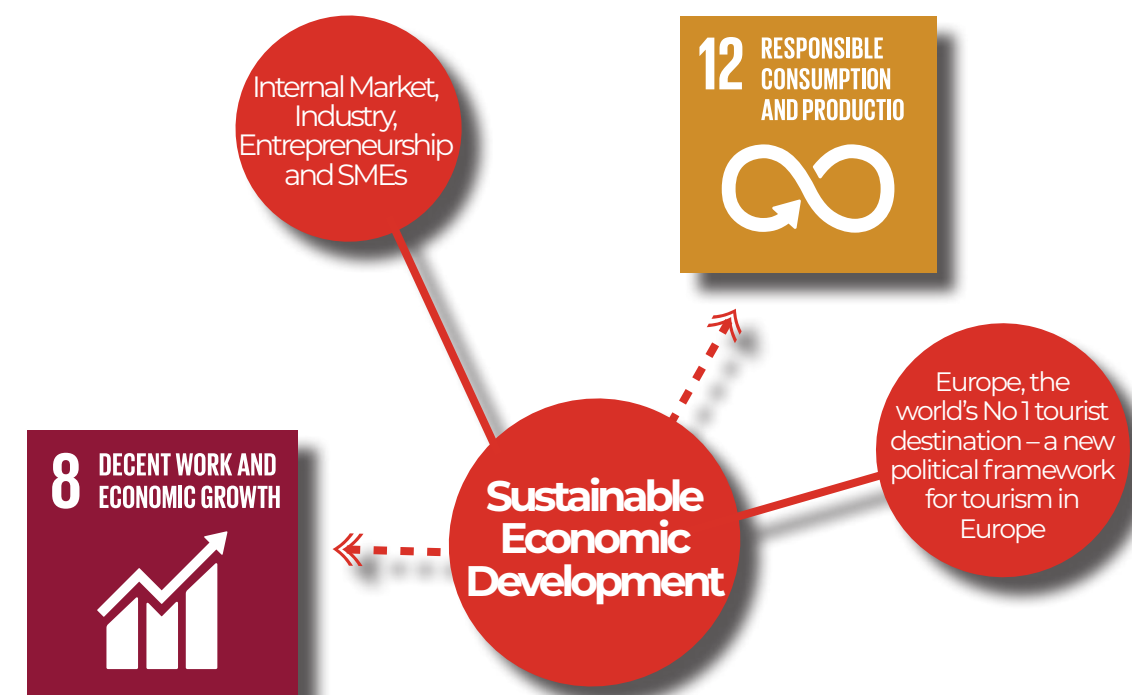 Internal Market,
Industry,
Entrepreneurship
and SMEs
12 RESPONSIBLE
CONSUMPTION
AND PRODUCTIO
Europe, the
world's No 1 tourist
destination – a new
political framework
for tourism in
Europe
8 DECENT WORK AND
ECONOMIC GROWTH
Sustainable
Economic
Development